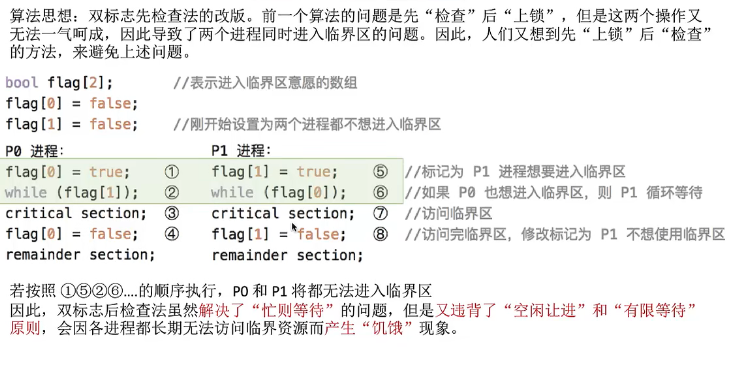 算法思想：双标志先检查法的改版。前一个算法的问题是先“检查”后“上锁”，但是这两个操作又
无法一气呵成，因此导致了两个进程同时进入临界区的问题。因此，人们又想到先“上锁”后“检查”
的方法，来避免上述问题。
bool flag[2]; //表示进入临界区意愿的数组
flag[0] = false;
flag[1] = false; //刚开始设置为两个进程都不想进入临界区
P0 进程： P1 进程：
flag[0] = true; ① flag[1] = true; ⑤ //标记为 P1 进程想要进入临界区
while (flag[1]); ② while (flag[0]); ⑥ //如果 P0 也想进入临界区，则 P1 循环等待
critical section; ③ critical section; ⑦ //访问临界区
flag[0] = false; ④ flag[1] = false; ⑧ //访问完临界区，修改标记为 P1 不想使用临界区
remainder section; remainder section;
若按照 ①⑤②⑥....的顺序执行，P0 和 P1 将都无法进入临界区
因此，双标志后检查法虽然解决了“忙则等待”的问题，但是又违背了“空闲让进”和“有限等待”
原则，会因各进程都长期无法访问临界资源而产生“饥饿”现象。